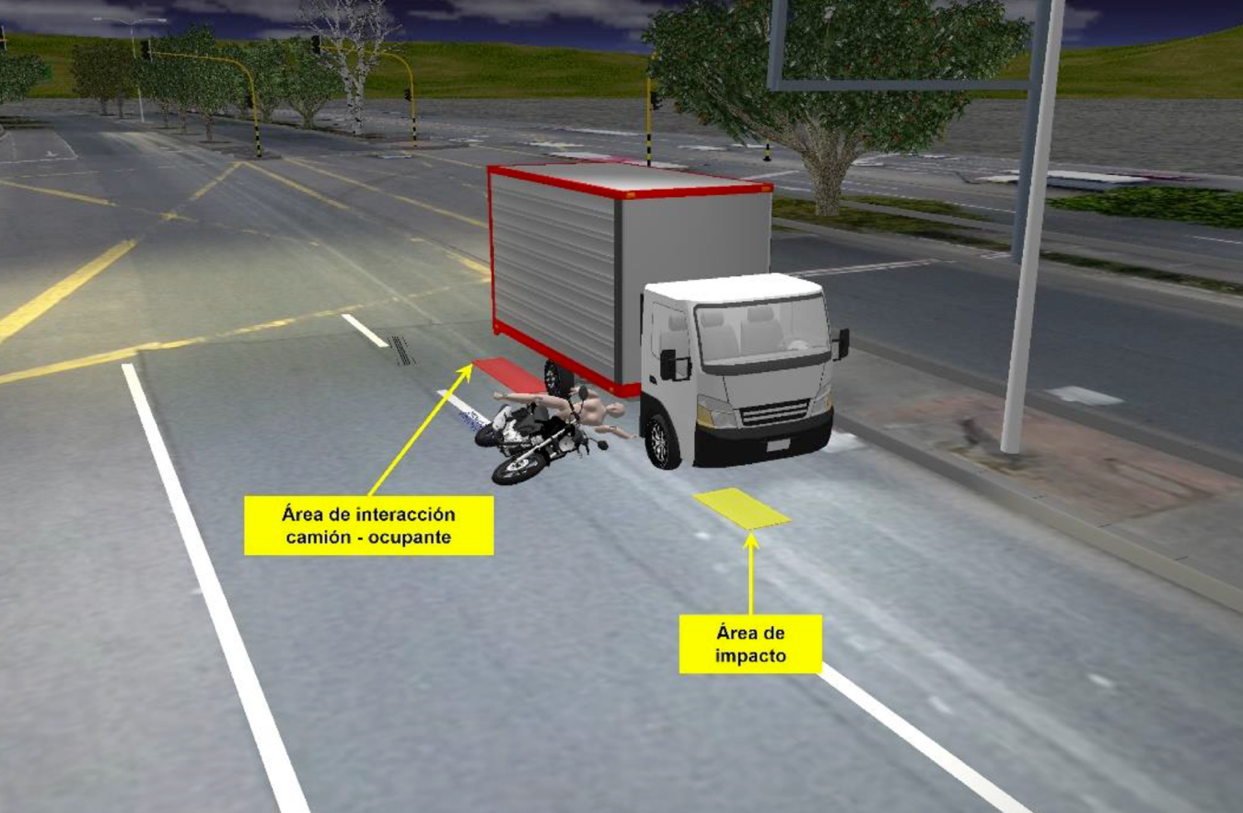 Área de interacción
camión - ocupante
Área de
impacto